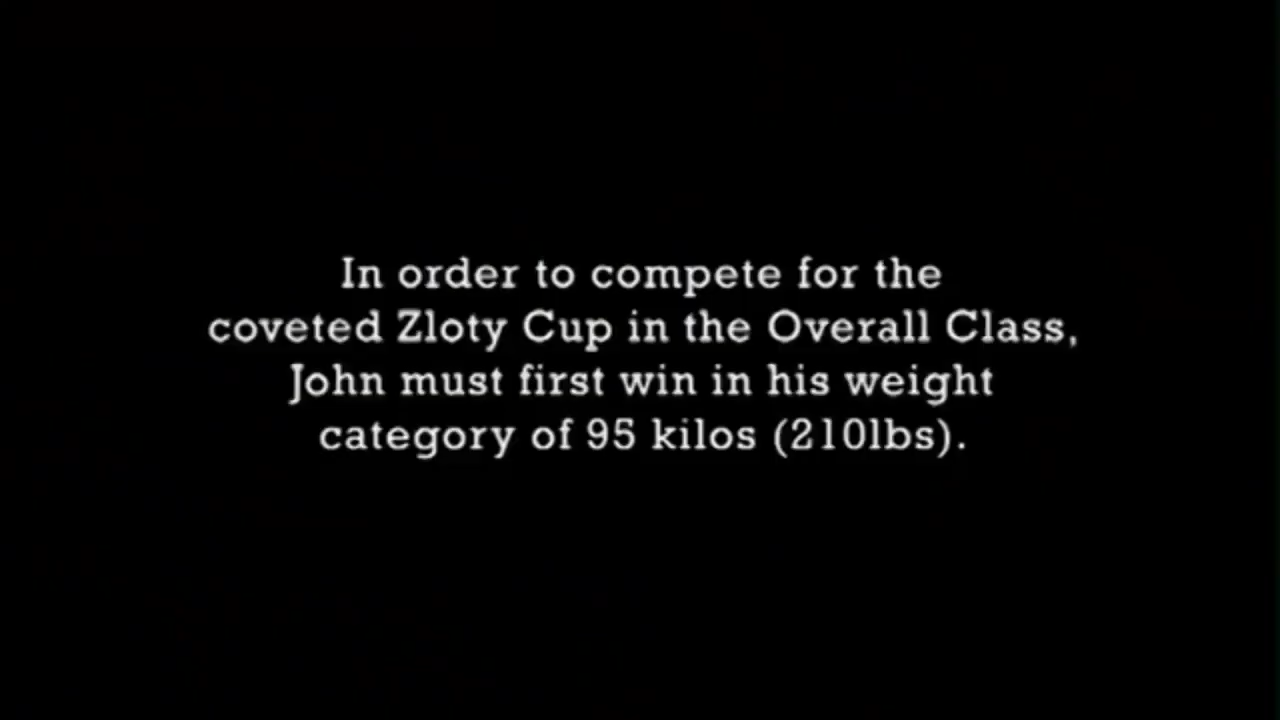 In order to compete for the
coveted Zloty Cup in the Overall Class,
John must first win in his weight
category of 95 kilos (210lbs).